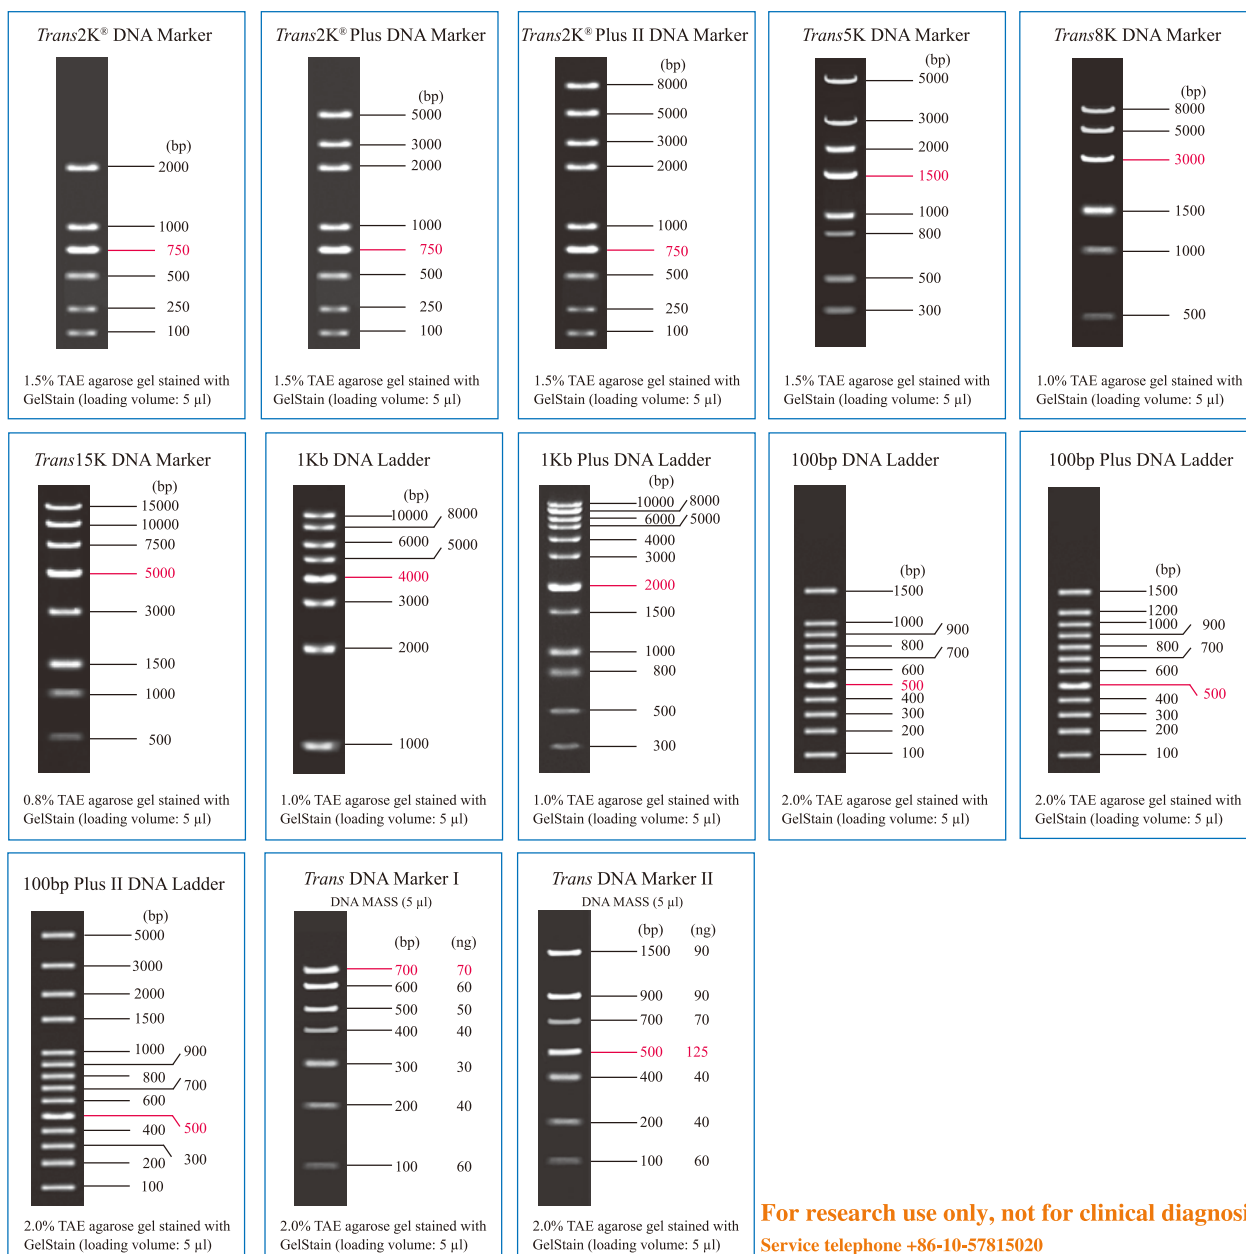 Trans2K® DNA Marker
(bp)
2000
1000
750
500
250
100
1.5% TAE agarose gel stained with
GelStain (loading volume: 5 µl)
Trans2K® Plus DNA Marker
(bp)
5000
3000
2000
1000
750
500
250
100
1.5% TAE agarose gel stained with
GelStain (loading volume: 5 µl)
Trans2K® Plus II DNA Marker
(bp)
8000
5000
3000
2000
1000
750
250
100
500
1.5% TAE agarose gel stained with
GelStain (loading volume: 5 µl)
Trans5K DNA Marker
(bp)
5000
3000
2000
1500
1000
800
500
300
1.5% TAE agarose gel stained with
GelStain (loading volume: 5 µl)
Trans8K DNA Marker
(bp)
8000
5000
3000
1500
1000
500
1.0% TAE agarose gel stained with
GelStain (loading volume: 5 µl)
Trans15K DNA Marker
(bp)
15000
10000
7500
5000
3000
1500
1000
500
0.8% TAE agarose gel stained with
GelStain (loading volume: 5 µl)
1Kb DNA Ladder
(bp)
10000 8000
6000
5000
4000
3000
2000
1000
1.0% TAE agarose gel stained with
GelStain (loading volume: 5 µl)
1Kb Plus DNA Ladder
(bp)
10000 8000
6000 5000
4000
3000
2000
1500
1000
800
500
300
1.0% TAE agarose gel stained with
GelStain (loading volume: 5 µl)
100bp DNA Ladder
(bp)
1500
1000
900
800
700
600
500
400
300
200
100
2.0% TAE agarose gel stained with
GelStain (loading volume: 5 µl)
100bp Plus DNA Ladder
(bp)
1500
1200
1000 900
800 700
600
500
400
300
200
100
2.0% TAE agarose gel stained with
GelStain (loading volume: 5 µl)
100bp Plus II DNA Ladder
(bp)
5000
3000
2000
1500
1000 900
800
700
600
500
400
300
200
100
2.0% TAE agarose gel stained with
GelStain (loading volume: 5 µl)
Trans DNA Marker I
DNA MASS (5 µl)
(bp) (ng)
700 70
600 60
500 50
400 40
300 30
200 40
100 60
2.0% TAE agarose gel stained with
GelStain (loading volume: 5 µl)
Trans DNA Marker II
DNA MASS (5 µl)
(bp) (ng)
1500 90
900 90
700 70
500 125
400 40
200 40
100 60
2.0% TAE agarose gel stained with
GelStain (loading volume: 5 µl)
For research use only, not for clinical diagnosi
Service telephone +86-10-57815020